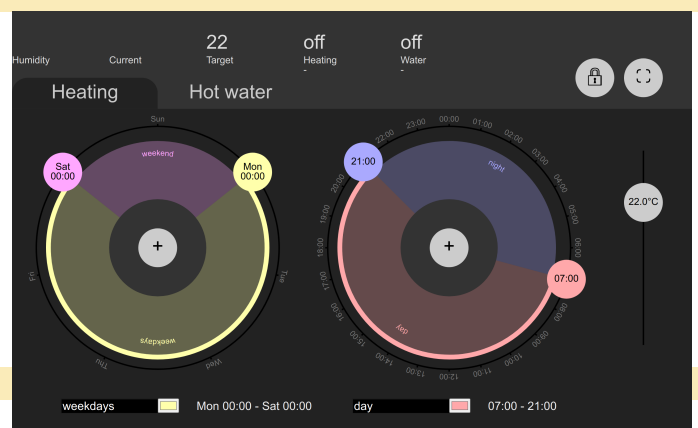 22 off off
Humidity Current Target Heating Water
- -
Heating Hot water
Sun
weekend
Sat
00:00
Mon
00:00
+
Fri
Tue
weekdays
Thu
Wed
00:00
01:00
02:00
03:00
04:00
05:00
06:00
07:00
08:00
09:00
10:00
11:00
12:00
13:00
14:00
15:00
16:00
17:00
18:00
19:00
20:00
21:00
22:00
23:00
night
+
day
22.0°C
weekdays Mon 00:00 - Sat 00:00 day 07:00 - 21:00